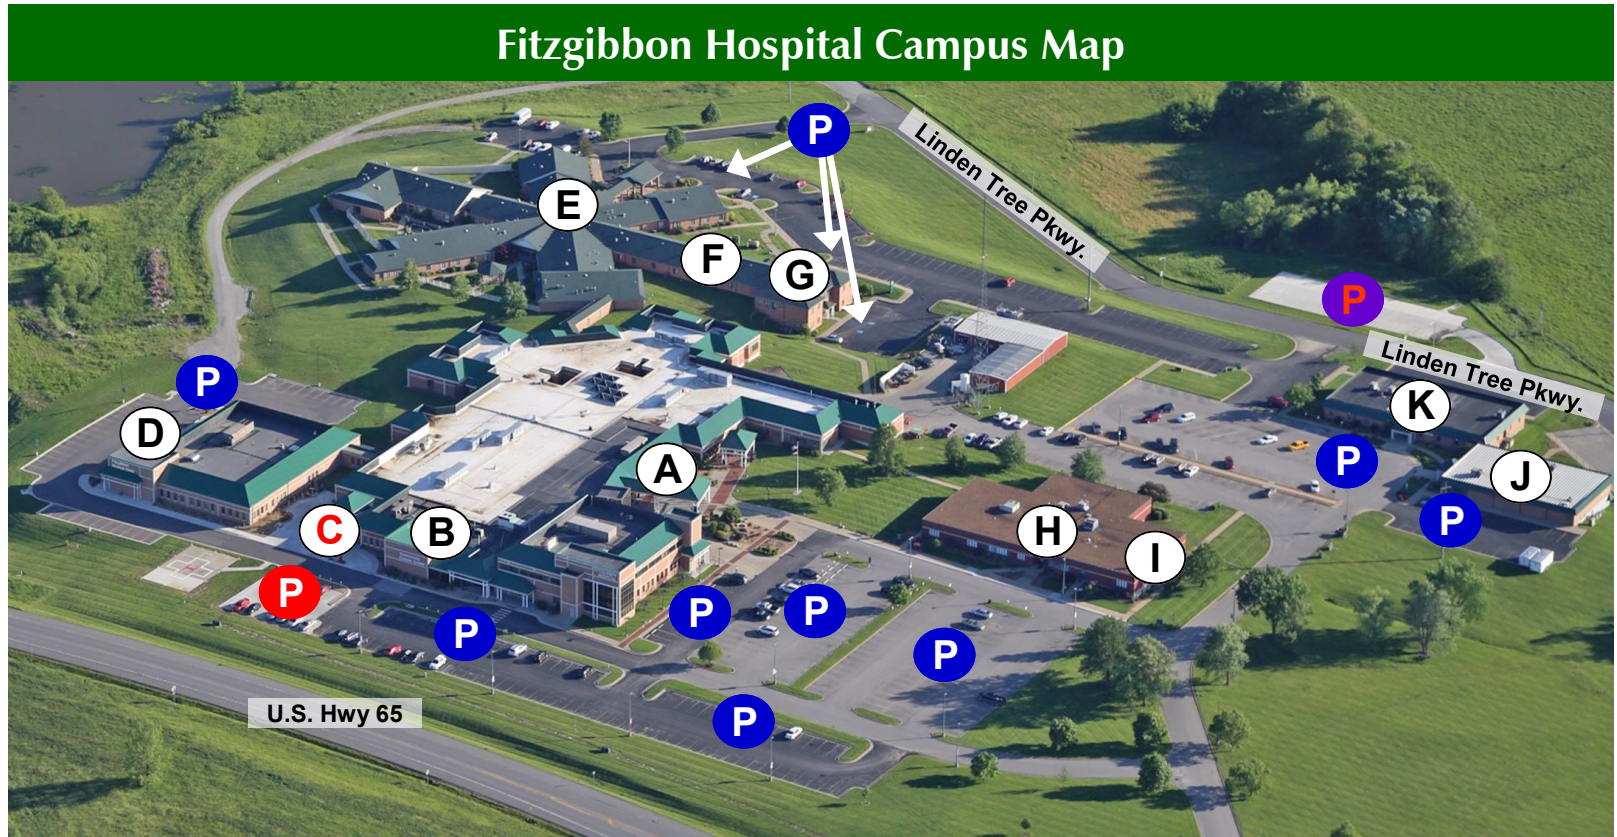 Fitzgibbon Hospital Campus Map
P
Linden Tree Pkwy.
E
F
G
P
Linden Tree Pkwy.
P
D
K
A
P
J
C
B
H
P
I
P
P
P
P
P
U.S. Hwy 65
P